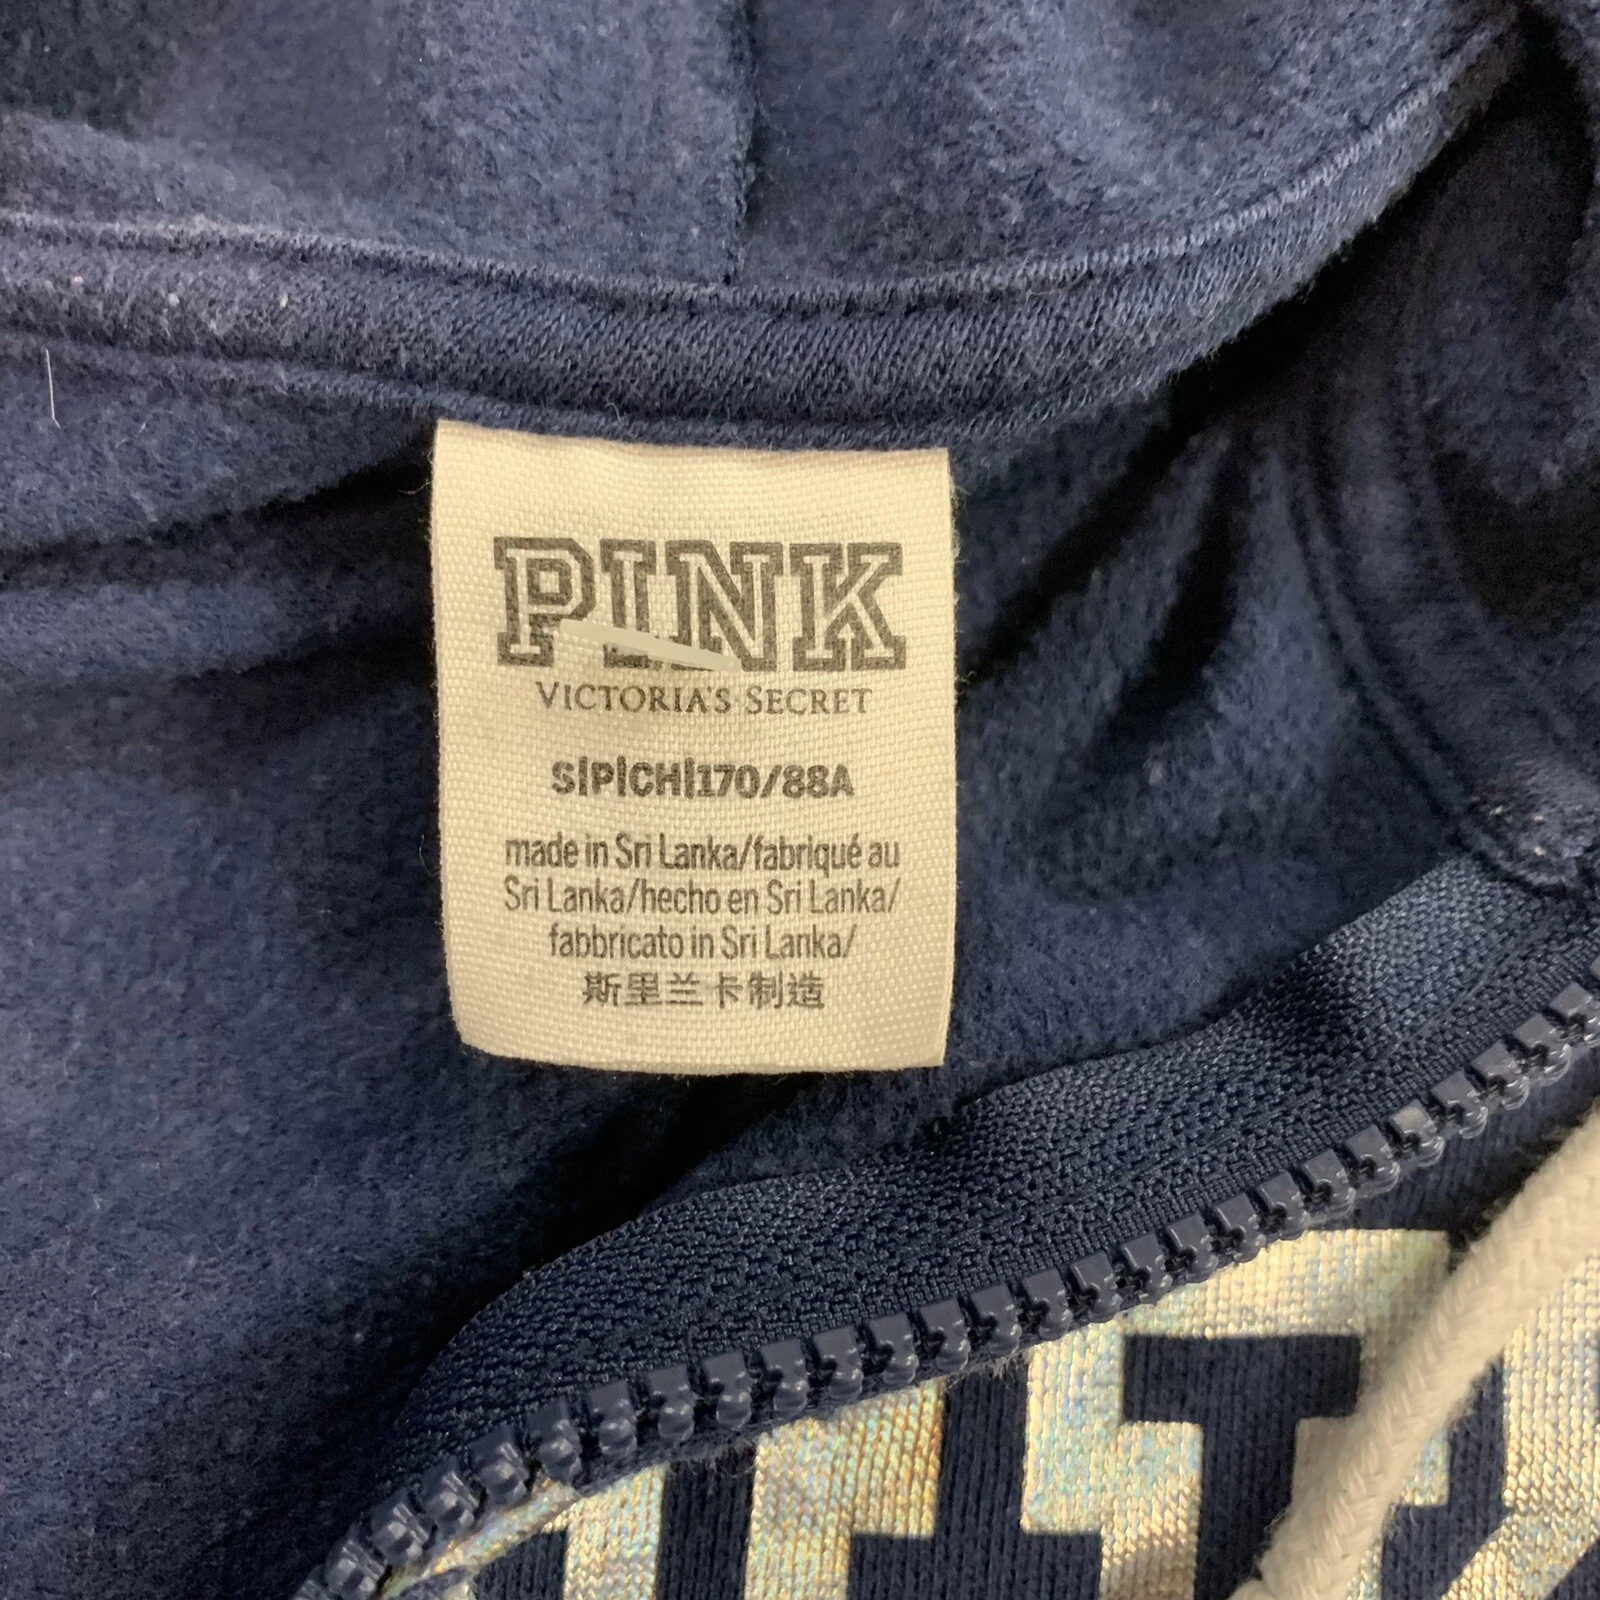 PINK
VICTORIA'S SECRET
S|P|CH|170/88A
made in Sri Lanka/fabriqué au
Sri Lanka/hecho en Sri Lanka/
fabbricato in Sri Lanka/
斯里兰卡制造